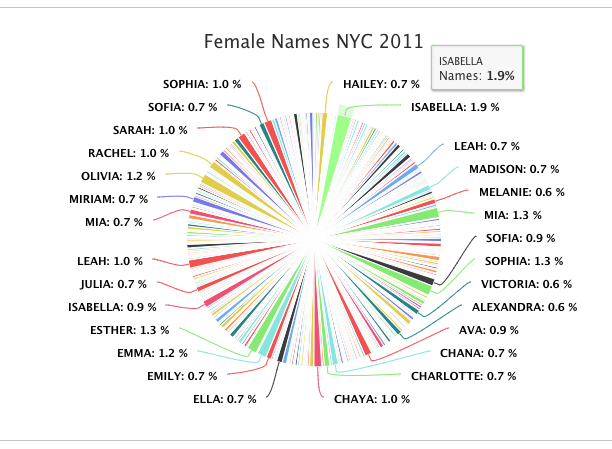 Female Names NYC 2011
ISABELLA
Names: 1.9%
SOPHIA: 1.0 %
HAILEY: 0.7 %
SOFIA: 0.7 %
ISABELLA: 1.9 %
SARAH: 1.0 %
LEAH: 0.7 %
RACHEL: 1.0 %
MADISON: 0.7 %
OLIVIA: 1.2 %
MELANIE: 0.6 %
MIRIAM: 0.7 %
MIA: 1.3 %
MIA: 0.7 %
SOFIA: 0.9 %
LEAH: 1.0 %
SOPHIA: 1.3 %
JULIA: 0.7 %
VICTORIA: 0.6 %
ISABELLA: 0.9 %
ALEXANDRA: 0.6 %
ESTHER: 1.3 %
AVA: 0.9 %
EMMA: 1.2 %
CHANA: 0.7 %
EMILY: 0.7 %
CHARLOTTE: 0.7 %
ELLA: 0.7 %
CHAYA: 1.0 %